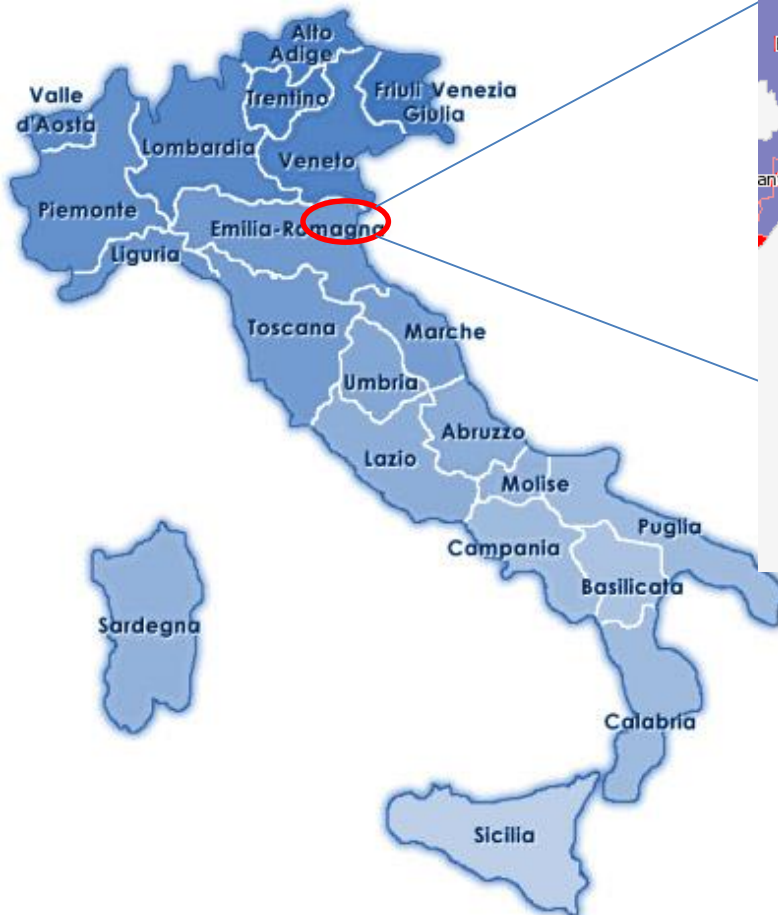 Alto
Adige
Valle
d'Aosta
Trentino
Friuli Venezia
Giulia
Lombardia
Veneto
Piemonte
Emilia-Romagna
Liguria
Toscana
Marche
Umbria
Abruzzo
Lazio
Molise
Puglia
Campania
Basilicata
Sardegna
Calabria
Sicilia